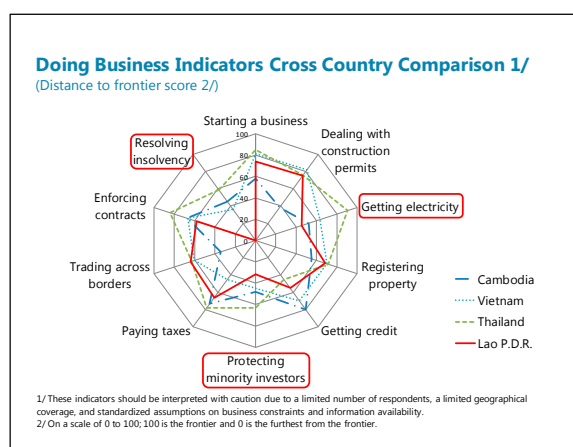 Doing Business Indicators Cross Country Comparison 1/
(Distance to frontier score 2/)
Starting a business
Dealing with
construction
permits
Getting electricity
Registering
property
Getting credit
Protecting
minority investors
Paying taxes
Trading across
borders
Enforcing
contracts
Resolving
insolvency
100
80
60
40
20
0
Cambodia
Vietnam
Thailand
Lao P.D.R.
1/ These indicators should be interpreted with caution due to a limited number of respondents, a limited geographical
coverage, and standardized assumptions on business constraints and information availability.
2/ On a scale of 0 to 100; 100 is the frontier and 0 is the furthest from the frontier.